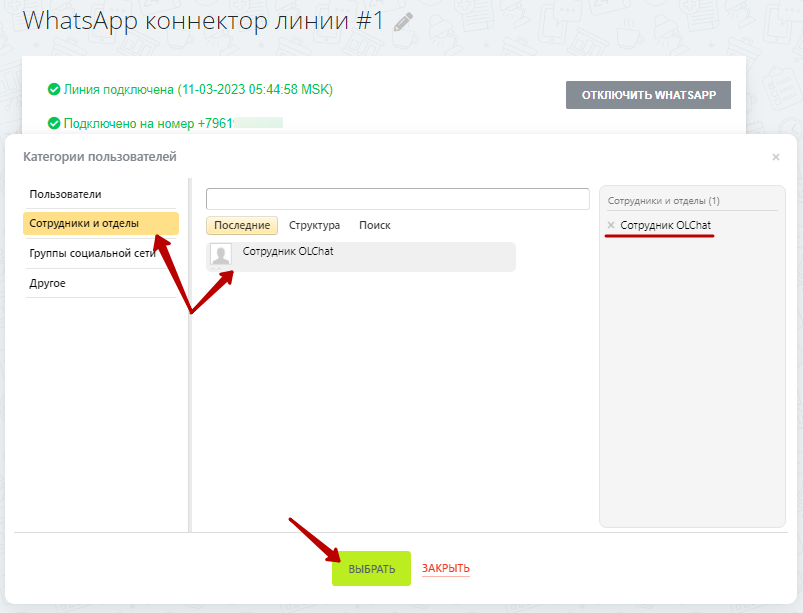 WhatsApp коннектор линии #1
Линия подключена (11-03-2023 05:44:58 MSK)
ОТКЛЮЧИТЬ WHATSAPP
Подключено на номер +7961
Категории пользователей
×
Пользователи
Сотрудники и отделы
Группы социальной сети
Другое
Последние Структура Поиск
Сотрудник OLChat
Сотрудники и отделы (1)
× Сотрудник OLChat
ВЫБРАТЬ ЗАКРЫТЬ